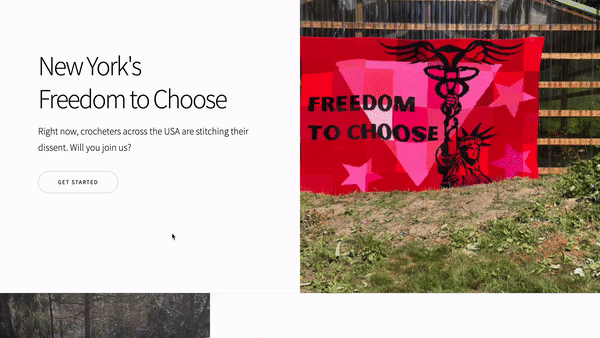 New York's
Freedom to Choose
Right now, crocheters across the USA are stitching their
dissent. Will you join us?
GET STARTED
FREEDOM
TO CHOOSE